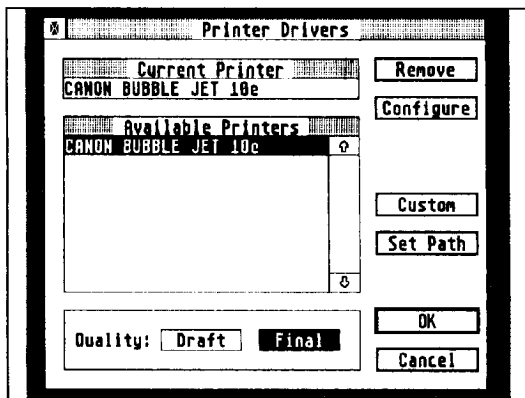 Printer Drivers
Current Printer
CANON BUBBLE JET 10e
Available Printers
CANON BUBBLE JET 10e
Remove
Configure
Custom
Set Path
Quality: Draft Final
OK
Cancel